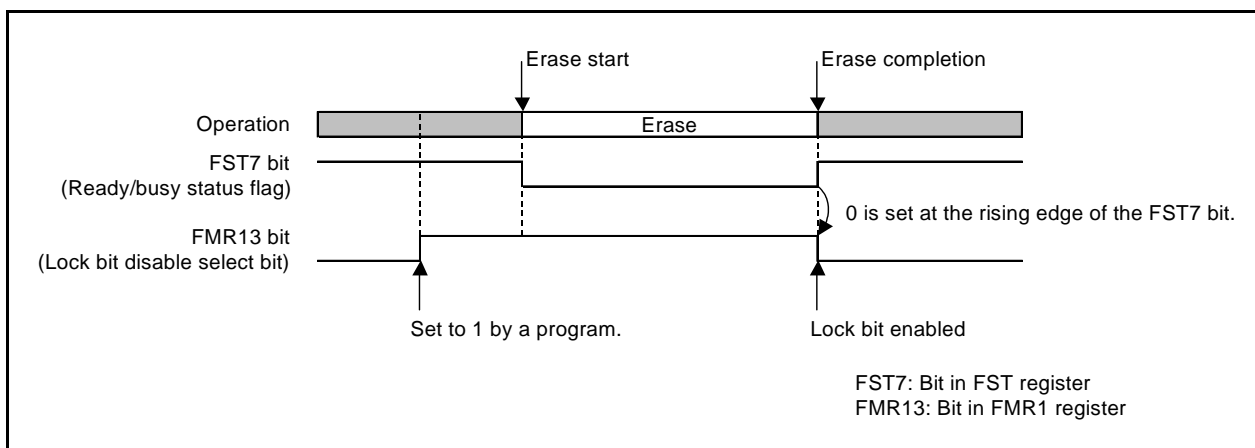 Erase start
Erase completion
Operation
Erase
FST7 bit
(Ready/busy status flag)
0 is set at the rising edge of the FST7 bit.
FMR13 bit
(Lock bit disable select bit)
Set to 1 by a program.
Lock bit enabled
FST7: Bit in FST register
FMR13: Bit in FMR1 register